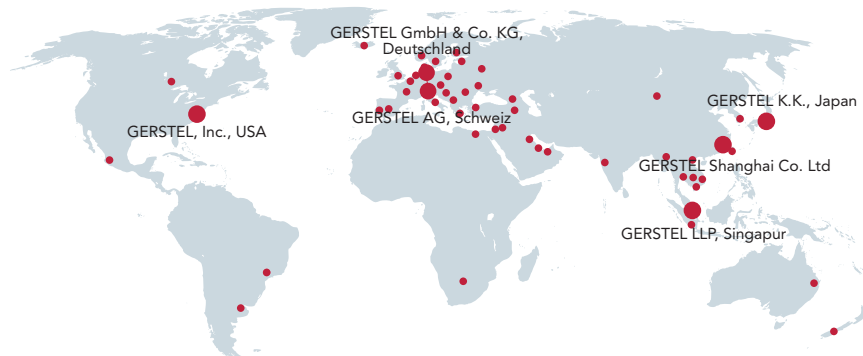 GERSTEL GmbH & Co. KG,
Deutschland
GERSTEL K.K., Japan
GERSTEL AG, Schweiz
GERSTEL, Inc., USA
GERSTEL Shanghai Co. Ltd
GERSTEL LLP, Singapur